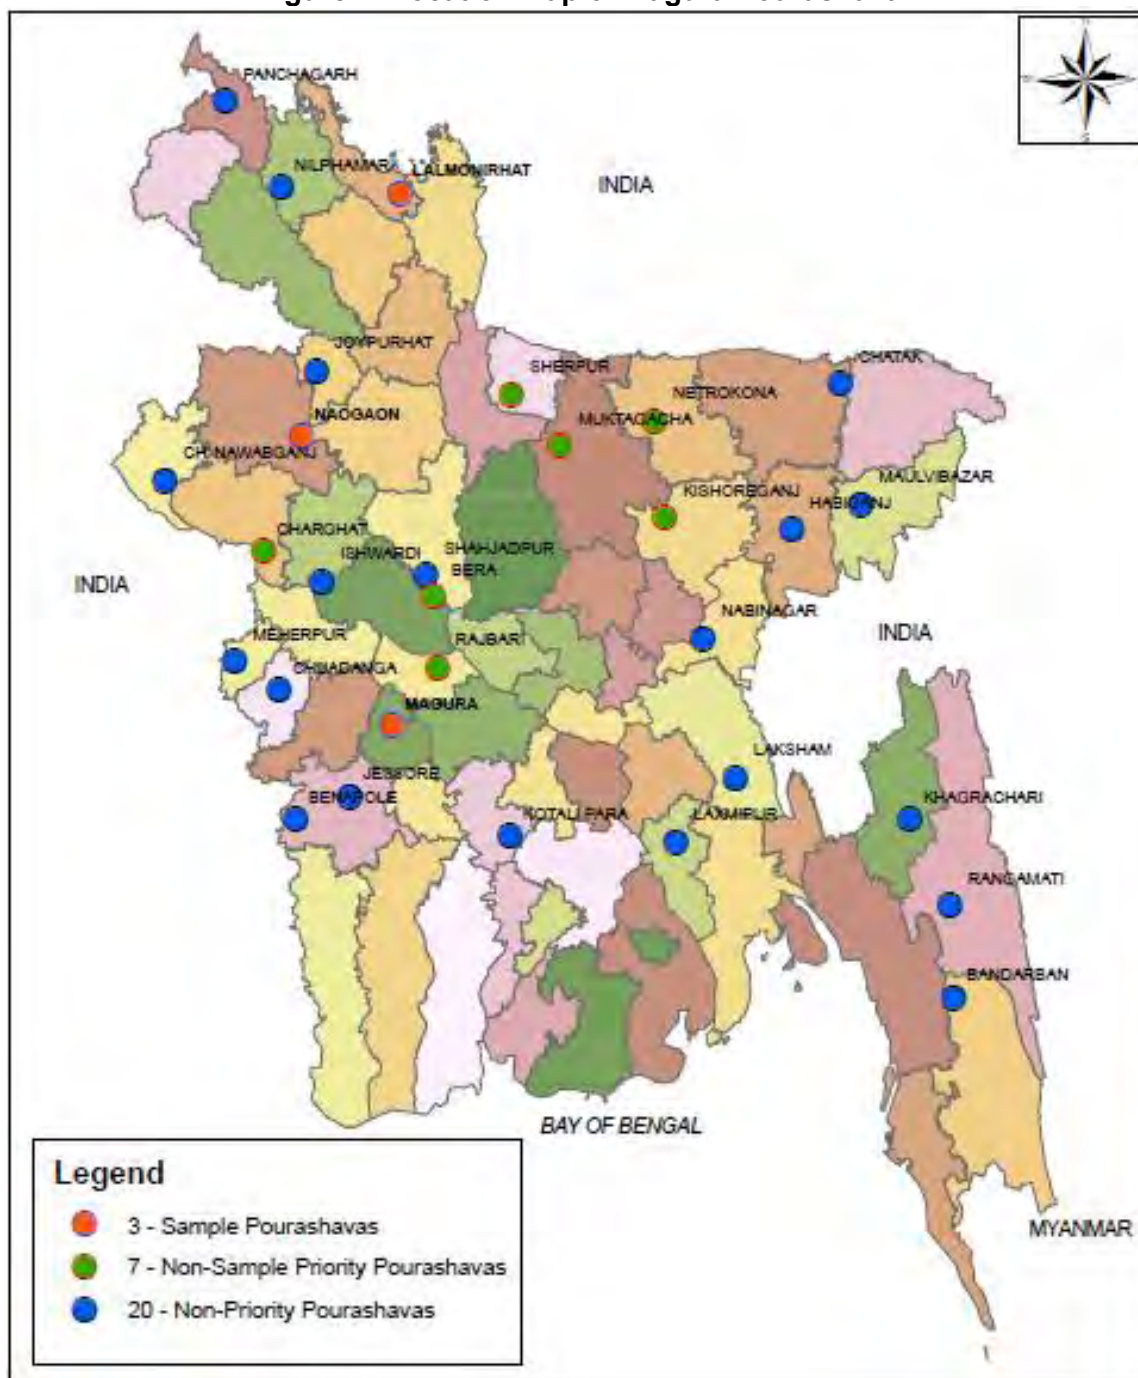 PANCHAGARH
NILPHAMARI
LALMONIRHAT
INDIA
JOYPURHAT
SHERPUR
CHATAK
NETROKONA
NAOGAON
MUKTAGACHA
CH.NAWABGANJ
MAULVIBAZAR
KISHOREGANJ
HABIGANJ
CHARGHAT
ISHWARDI
SHAHJADPUR
BERA
INDIA
NABINAGAR
INDIA
MEHERPUR
RAJBARI
CHUADANGA
MAGURA
LAKSHAM
JESSORE
BENAPOLE
KHAGRACHARI
KOTALI PARA
LAXMIPUR
RANGAMATI
BANDARBAN
BAY OF BENGAL
MYANMAR
Legend
3 - Sample Pourashavas
7 - Non-Sample Priority Pourashavas
20 - Non-Priority Pourashavas